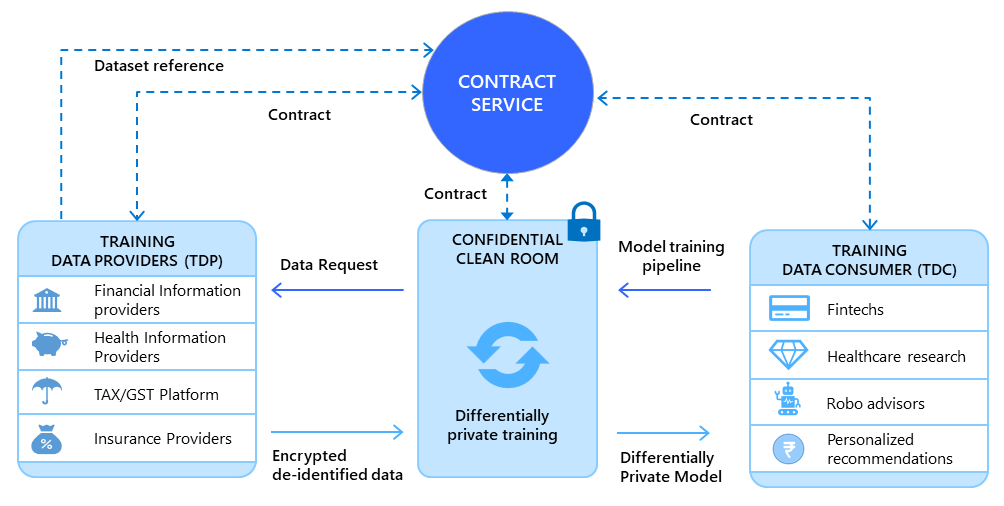 CONTRACT
SERVICE
Dataset reference
Contract
Contract
Contract
TRAINING
DATA PROVIDERS (TDP)
Financial Information
providers
Health Information
Providers
TAX/GST Platform
Insurance Providers
Data Request
Encrypted
de-identified data
CONFIDENTIAL
CLEAN ROOM
Differentially
private training
Model training
pipeline
Differentially
Private Model
TRAINING
DATA CONSUMER (TDC)
Fintechs
Healthcare research
Robo advisors
₹
Personalized
recommendations
%